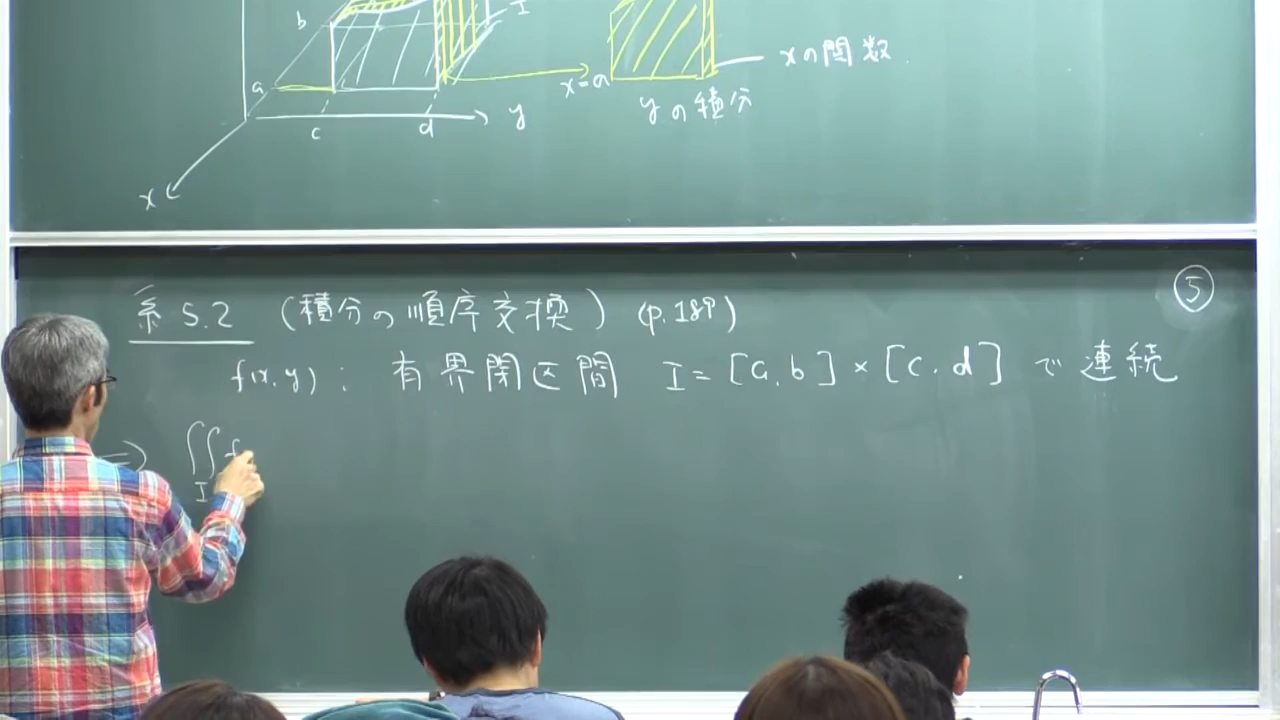 b
I
a
c
d
y
x
x=a
xの関数
yの積分
⑤
系 5.2 (積分の順序交換) (p.189)
f(x,y): 有界閉区間 I=[a,b]×[c,d] で連続
⇒ ∬ f
I